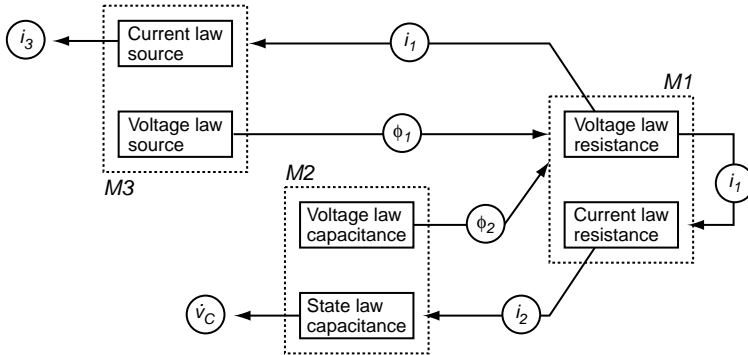 i3
Current law
source
i1
M1
Voltage law
source
ϕ1
Voltage law
resistance
M3
i1
M2
Voltage law
capacitance
ϕ2
Current law
resistance
v̇C
State law
capacitance
i2